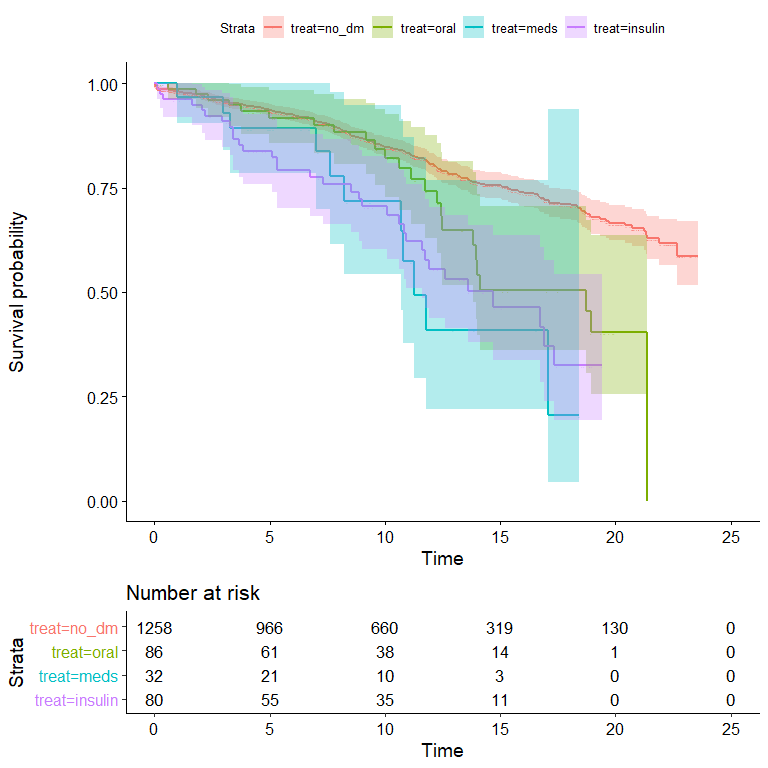 Strata treat=no_dm treat=oral treat=meds treat=insulin
Survival probability
1.00
0.75
0.50
0.25
0.00
0 5 10 15 20 25
Time
Number at risk
Strata
treat=no_dm 1258 966 660 319 130 0
treat=oral 86 61 38 14 1 0
treat=meds 32 21 10 3 0 0
treat=insulin 80 55 35 11 0 0
0 5 10 15 20 25
Time